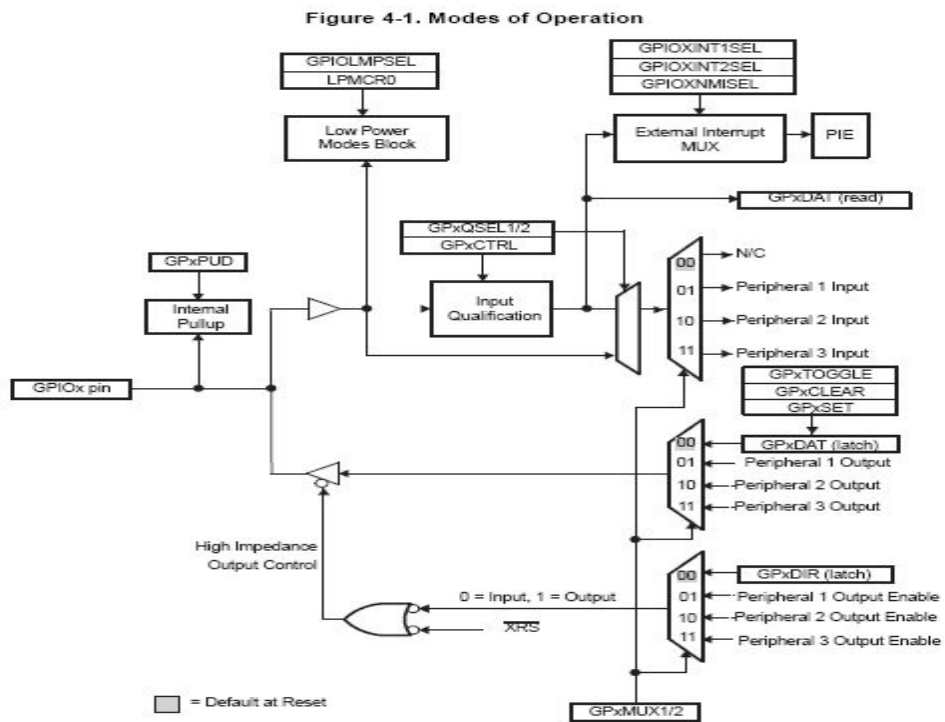 Figure 4-1. Modes of Operation
GPIOLMPSEL
LPMCR0
Low Power
Modes Block
GPIOXINT1SEL
GPIOXINT2SEL
GPIOXNMISEL
External Interrupt
MUX
PIE
GPxDAT (read)
GPxQSEL1/2
GPxCTRL
Input
Qualification
GPxPUD
Internal
Pullup
GPIOx pin
00
N/C
01
Peripheral 1 Input
10
Peripheral 2 Input
11
Peripheral 3 Input
GPxTOGGLE
GPxCLEAR
GPxSET
00
GPxDAT (latch)
01
Peripheral 1 Output
10
Peripheral 2 Output
11
Peripheral 3 Output
High Impedance
Output Control
00
GPxDIR (latch)
0 = Input, 1 = Output
01
Peripheral 1 Output Enable
10
Peripheral 2 Output Enable
11
Peripheral 3 Output Enable
XRS
= Default at Reset
GPxMUX1/2